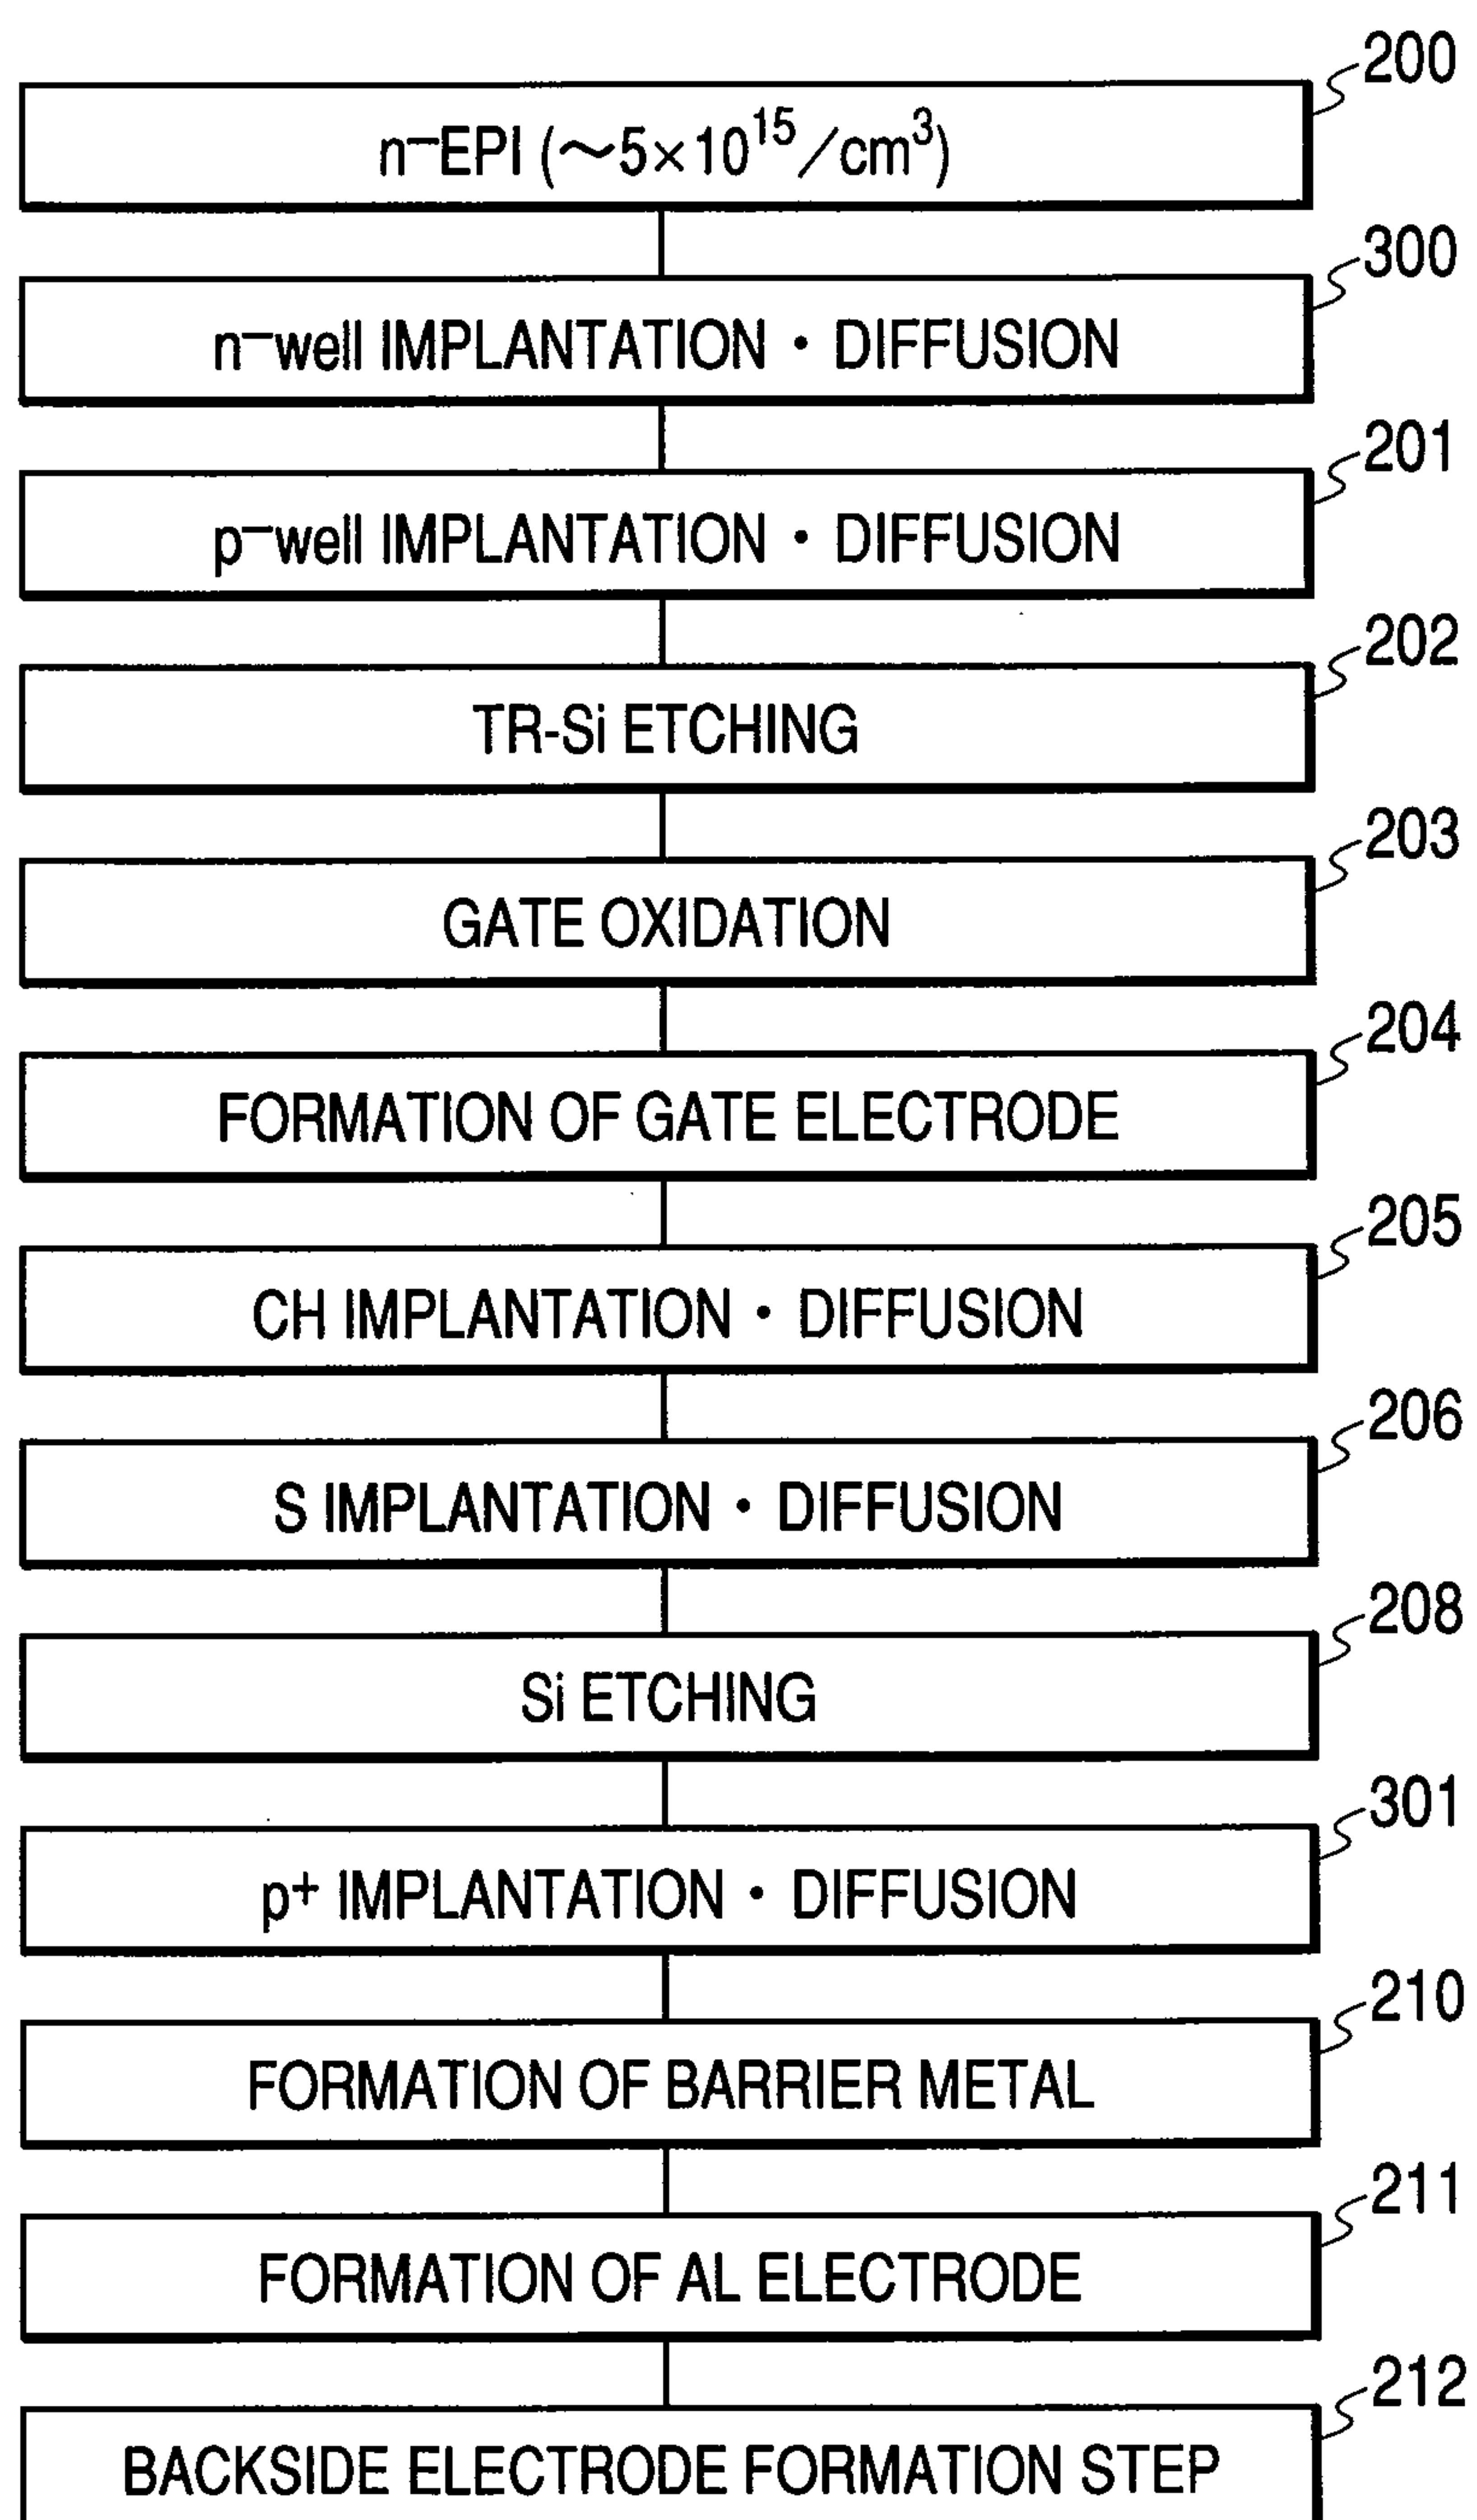 200
n⁻EPI (～5×10¹⁵/cm³)
300
n⁻well IMPLANTATION・DIFFUSION
201
p⁻well IMPLANTATION・DIFFUSION
202
TR-Si ETCHING
203
GATE OXIDATION
204
FORMATION OF GATE ELECTRODE
205
CH IMPLANTATION・DIFFUSION
206
S IMPLANTATION・DIFFUSION
208
Si ETCHING
301
p⁺ IMPLANTATION・DIFFUSION
210
FORMATION OF BARRIER METAL
211
FORMATION OF AL ELECTRODE
212
BACKSIDE ELECTRODE FORMATION STEP